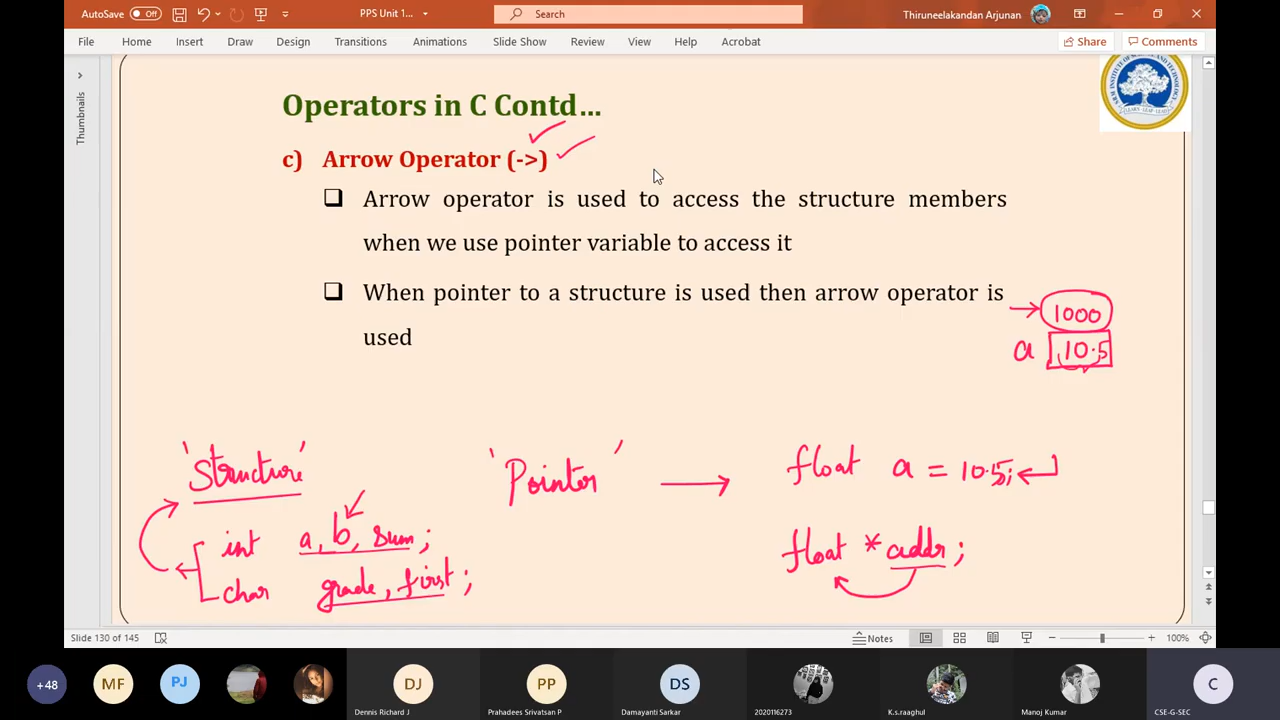 AutoSave Off PPS Unit 1... Search Thiruneelakandan Arjunan
File Home Insert Draw Design Transitions Animations Slide Show Review View Help Acrobat Share Comments
Thumbnails
Operators in C Contd...
c) Arrow Operator (->)
Arrow operator is used to access the structure members
when we use pointer variable to access it
When pointer to a structure is used then arrow operator is
used
1000
a 10.5
'Structure' 'Pointer' float a = 10.5;
int a, b, sum; float *addr;
char grade, first;
Slide 130 of 145 Notes 100%
+48 MF PJ DJ PP DS C
Dennis Richard J Prahadees Srivatsan P Damayanti Sarkar 2020116273 K.s.raaghul Manoj Kumar CSE-G-SEC